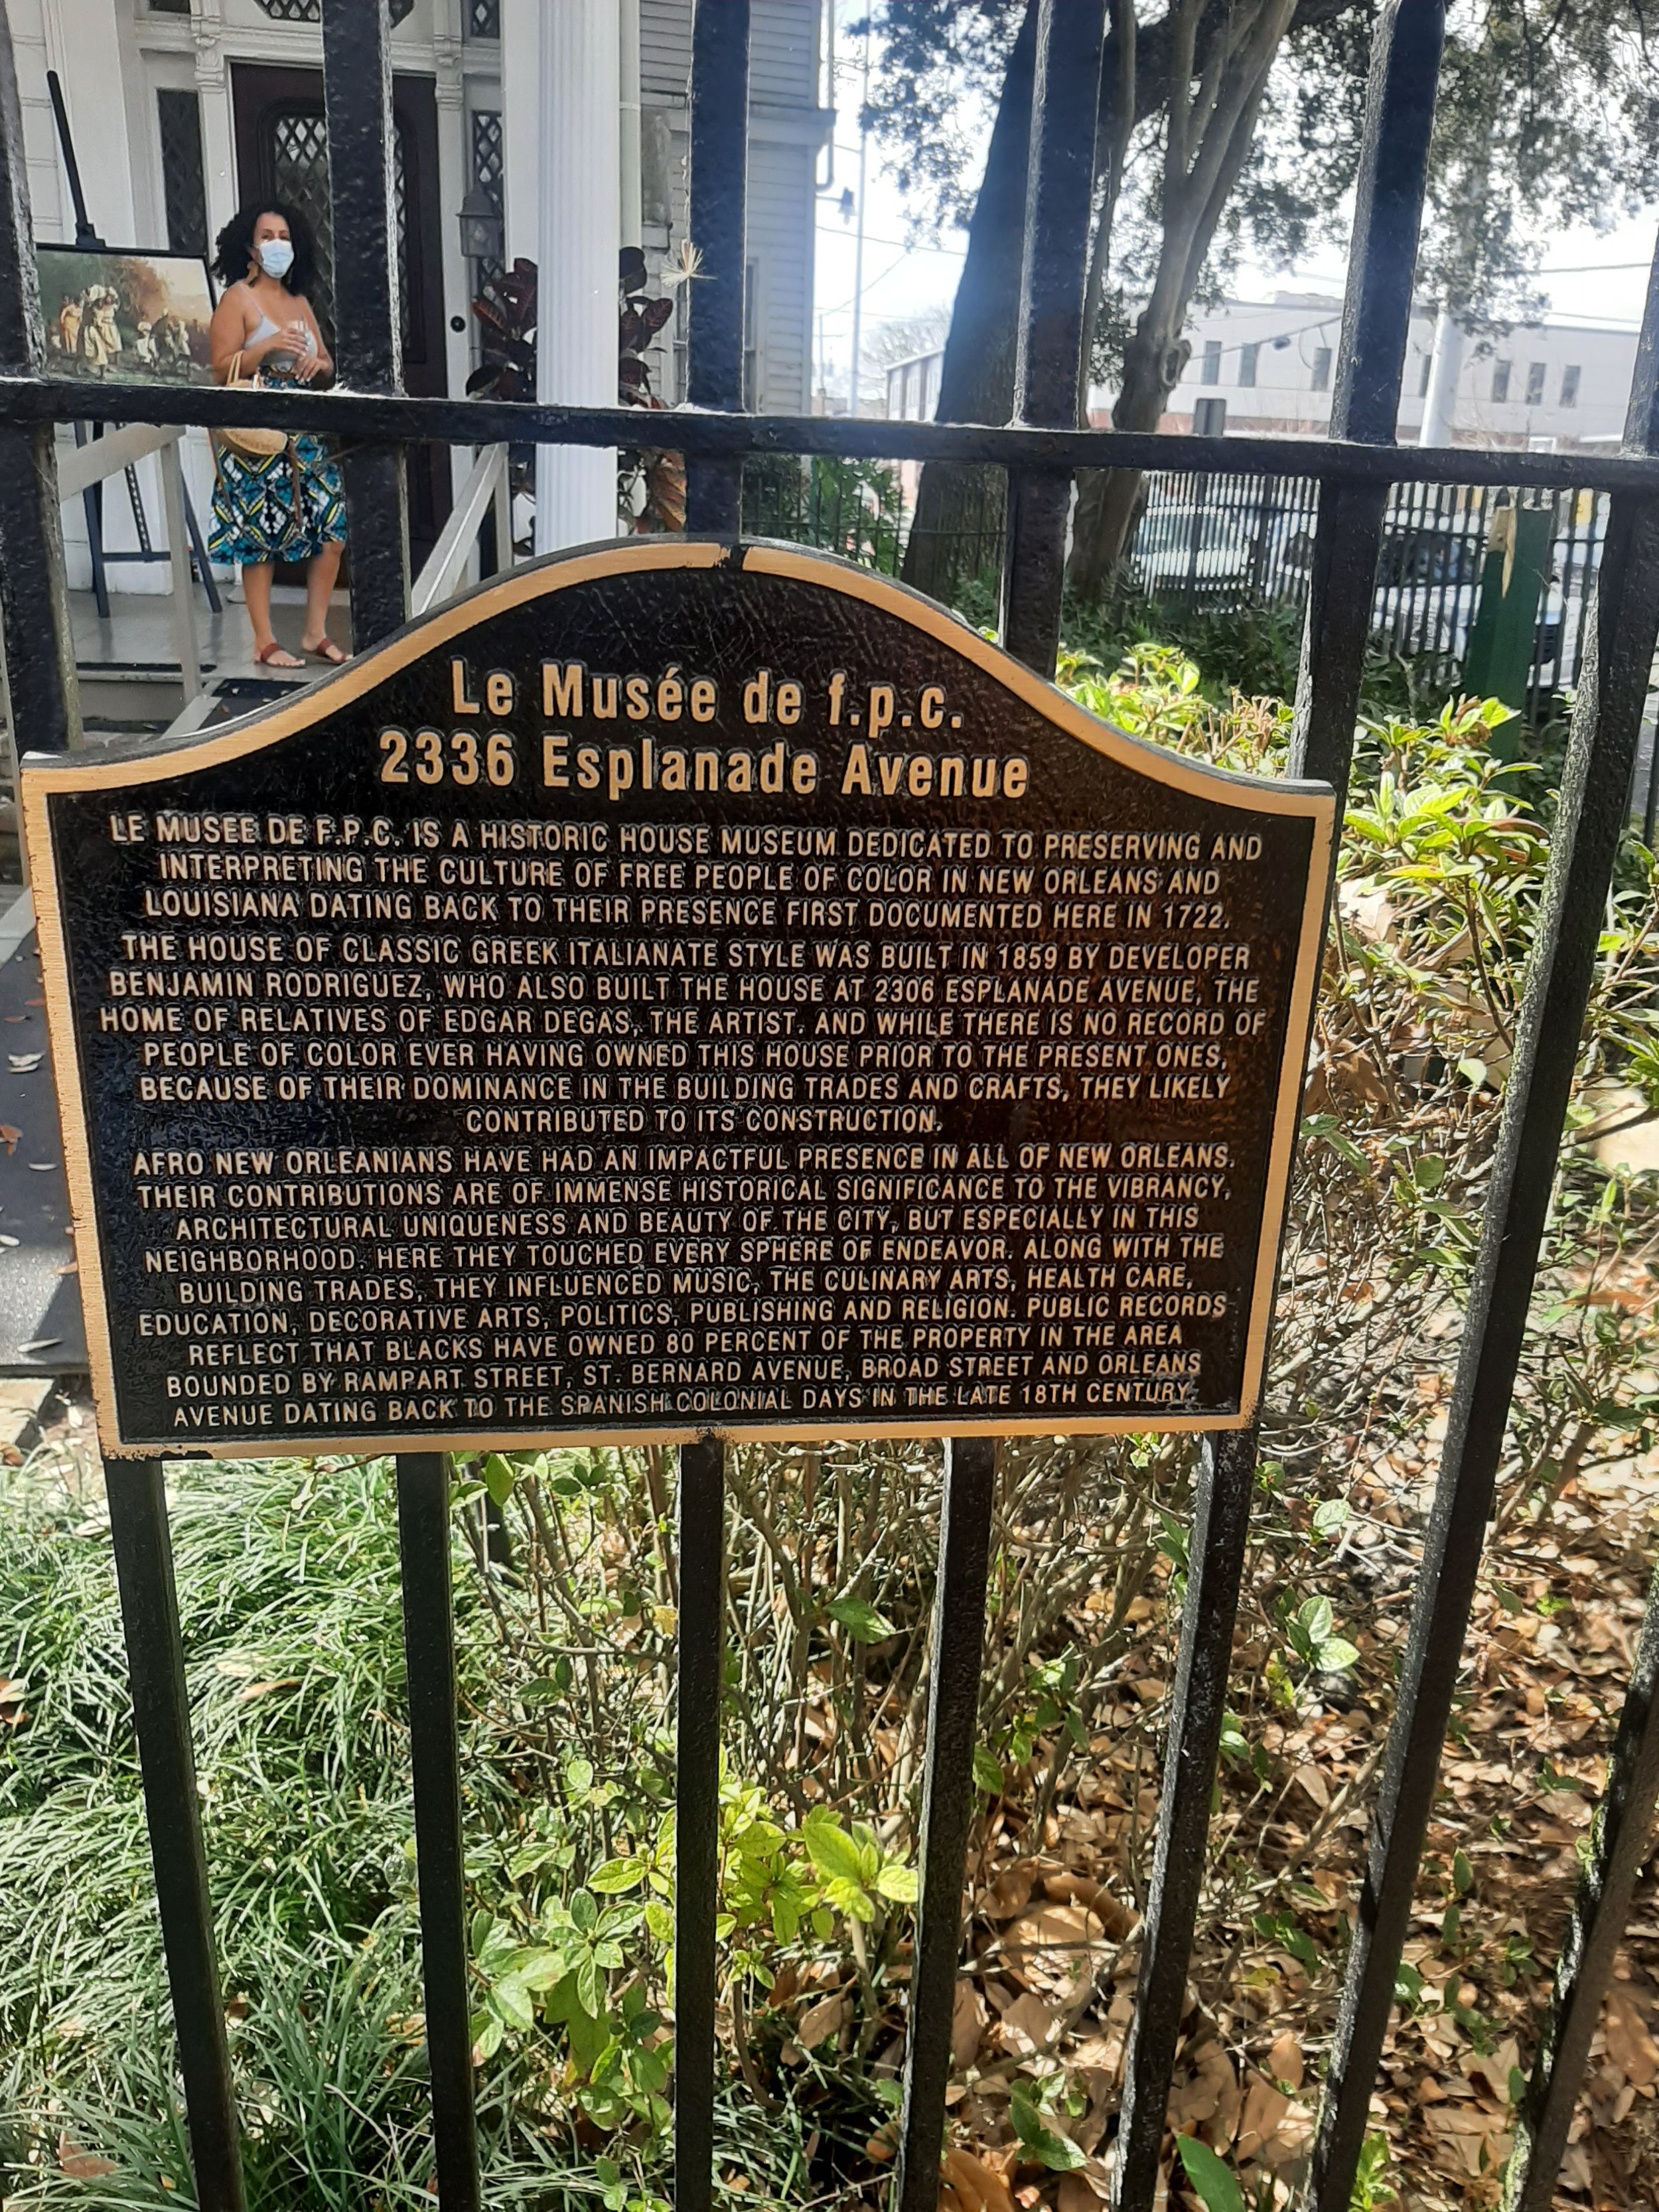 Le Musée de f.p.c.
2336 Esplanade Avenue
LE MUSEE DE F.P.C. IS A HISTORIC HOUSE MUSEUM DEDICATED TO PRESERVING AND
INTERPRETING THE CULTURE OF FREE PEOPLE OF COLOR IN NEW ORLEANS AND
LOUISIANA DATING BACK TO THEIR PRESENCE FIRST DOCUMENTED HERE IN 1722.
THE HOUSE OF CLASSIC GREEK ITALIANATE STYLE WAS BUILT IN 1859 BY DEVELOPER
BENJAMIN RODRIGUEZ, WHO ALSO BUILT THE HOUSE AT 2306 ESPLANADE AVENUE, THE
HOME OF RELATIVES OF EDGAR DEGAS, THE ARTIST. AND WHILE THERE IS NO RECORD OF
PEOPLE OF COLOR EVER HAVING OWNED THIS HOUSE PRIOR TO THE PRESENT ONES,
BECAUSE OF THEIR DOMINANCE IN THE BUILDING TRADES AND CRAFTS, THEY LIKELY
CONTRIBUTED TO ITS CONSTRUCTION.
AFRO NEW ORLEANIANS HAVE HAD AN IMPACTFUL PRESENCE IN ALL OF NEW ORLEANS.
THEIR CONTRIBUTIONS ARE OF IMMENSE HISTORICAL SIGNIFICANCE TO THE VIBRANCY,
ARCHITECTURAL UNIQUENESS AND BEAUTY OF THE CITY, BUT ESPECIALLY IN THIS
NEIGHBORHOOD. HERE THEY TOUCHED EVERY SPHERE OF ENDEAVOR. ALONG WITH THE
BUILDING TRADES, THEY INFLUENCED MUSIC, THE CULINARY ARTS, HEALTH CARE,
EDUCATION, DECORATIVE ARTS, POLITICS, PUBLISHING AND RELIGION. PUBLIC RECORDS
REFLECT THAT BLACKS HAVE OWNED 80 PERCENT OF THE PROPERTY IN THE AREA
BOUNDED BY RAMPART STREET, ST. BERNARD AVENUE, BROAD STREET AND ORLEANS
AVENUE DATING BACK TO THE SPANISH COLONIAL DAYS IN THE LATE 18TH CENTURY.